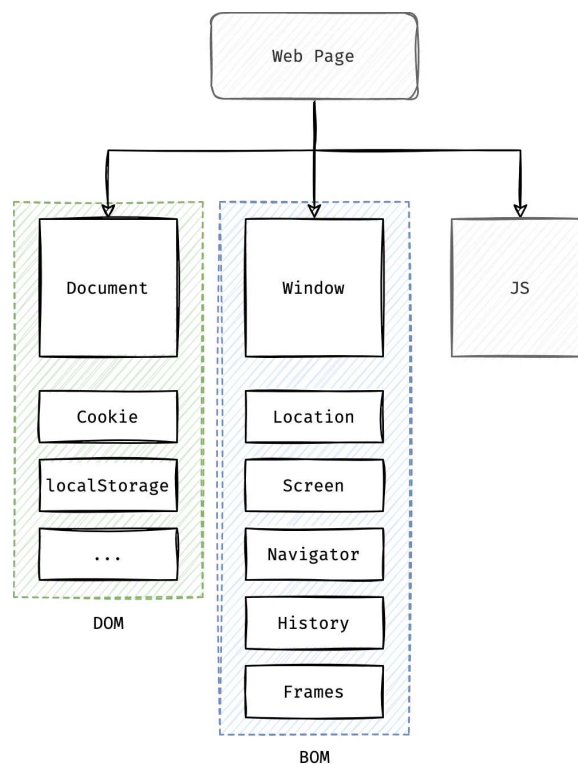 Web Page
Document
Window
JS
Cookie
localStorage
...
DOM
Location
Screen
Navigator
History
Frames
BOM